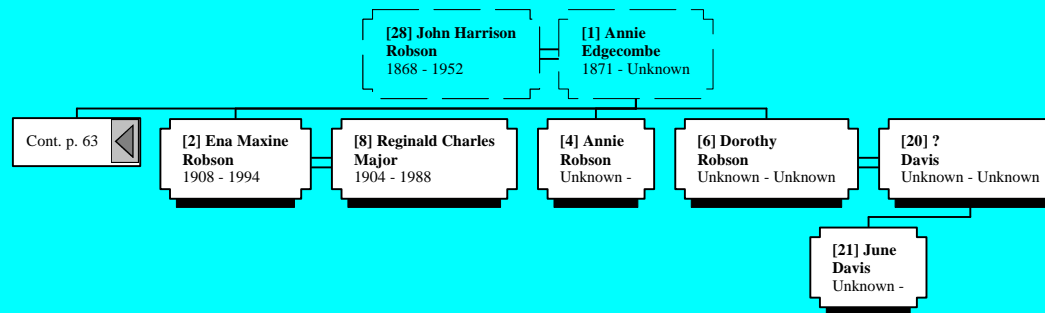 [28] John Harrison
Robson
1868 - 1952
[1] Annie
Edgecombe
1871 - Unknown
Cont. p. 63
[2] Ena Maxine
Robson
1908 - 1994
[8] Reginald Charles
Major
1904 - 1988
[4] Annie
Robson
Unknown -
[6] Dorothy
Robson
Unknown - Unknown
[20] ?
Davis
Unknown - Unknown
[21] June
Davis
Unknown -